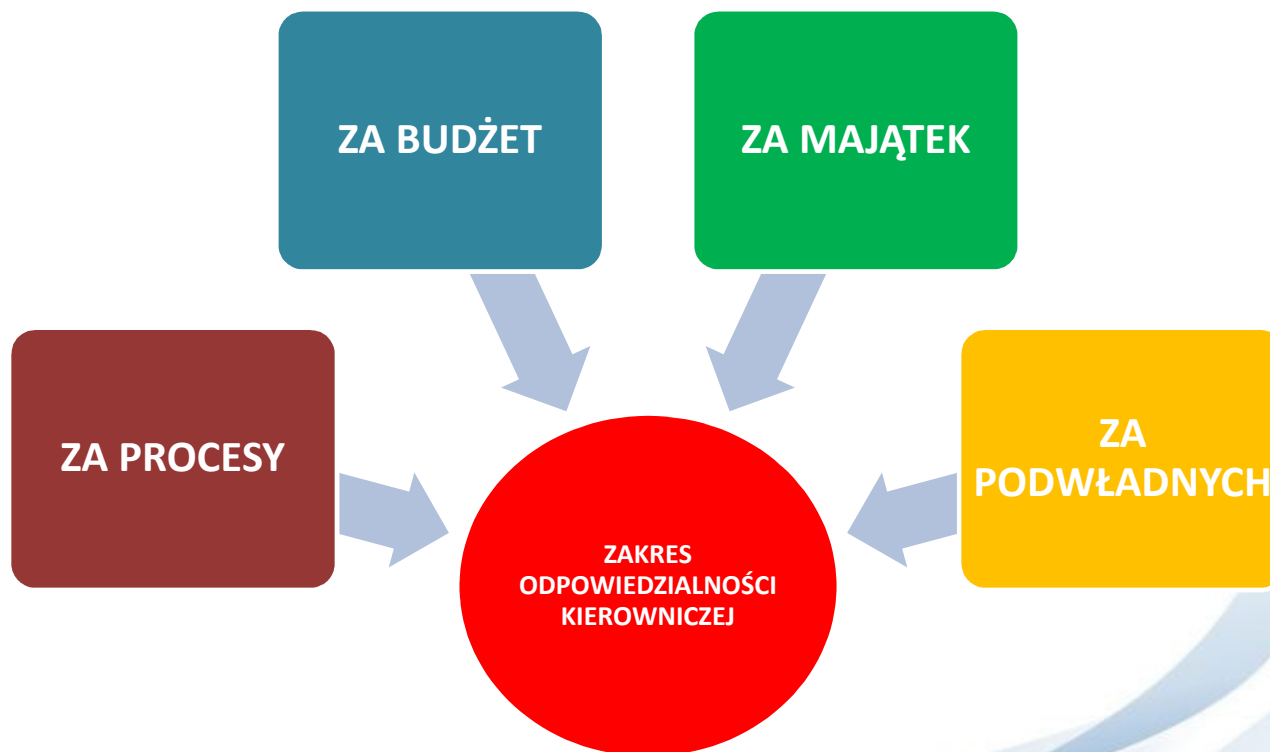 ZA BUDŻET
ZA MAJĄTEK
ZA PROCESY
ZA
PODWŁADNYCH
ZAKRES
ODPOWIEDZIALNOŚCI
KIEROWNICZEJ